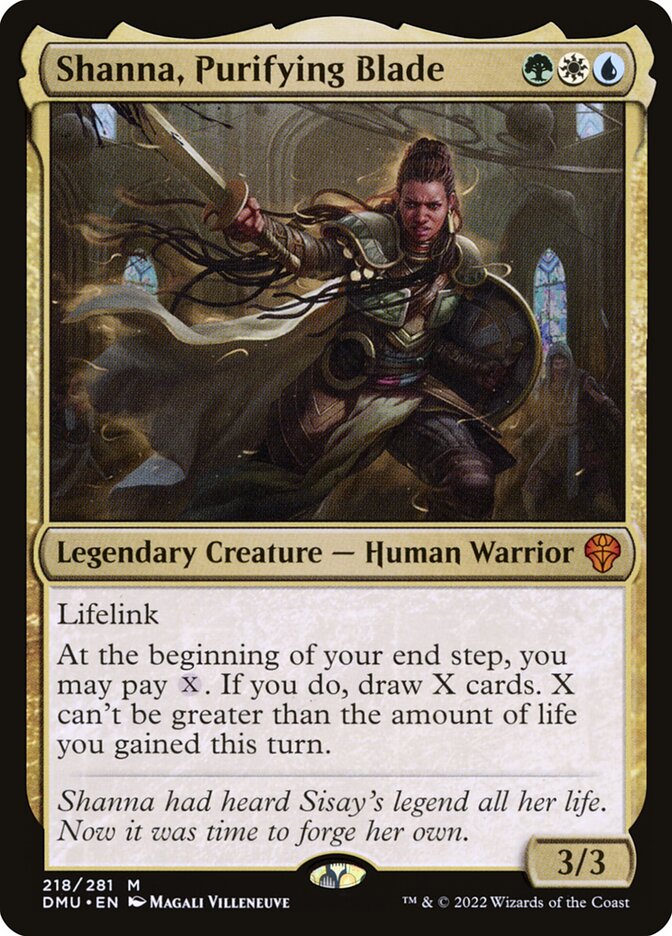 Shanna, Purifying Blade
Legendary Creature — Human Warrior
Lifelink
At the beginning of your end step, you
may pay X. If you do, draw X cards. X
can't be greater than the amount of life
you gained this turn.
Shanna had heard Sisay's legend all her life.
Now it was time to forge her own.
3/3
218/281 M
DMU • EN Magali Villeneuve
™ & © 2022 Wizards of the Coast